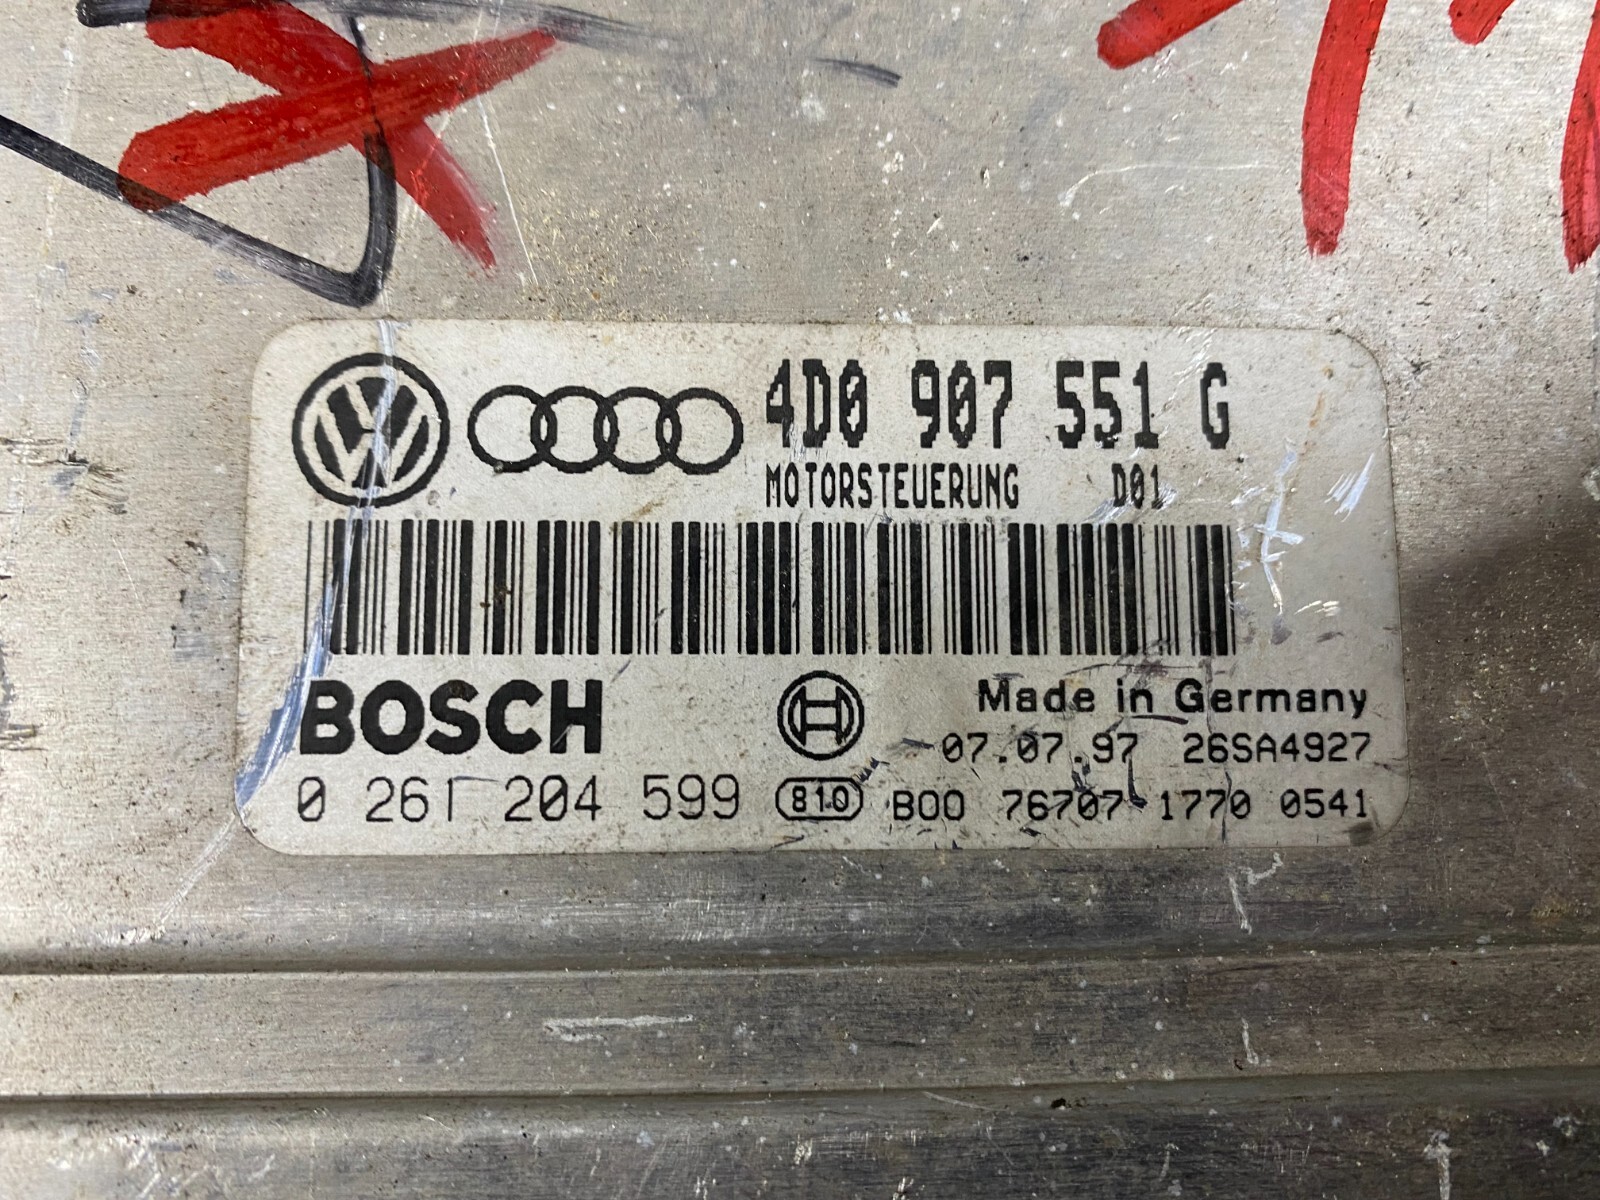 4D0 907 551 G
MOTORSTEUERUNG D01
BOSCH
Made in Germany
07.07.97 26SA4927
0 261 204 599 810 B00 76707 1770 0541